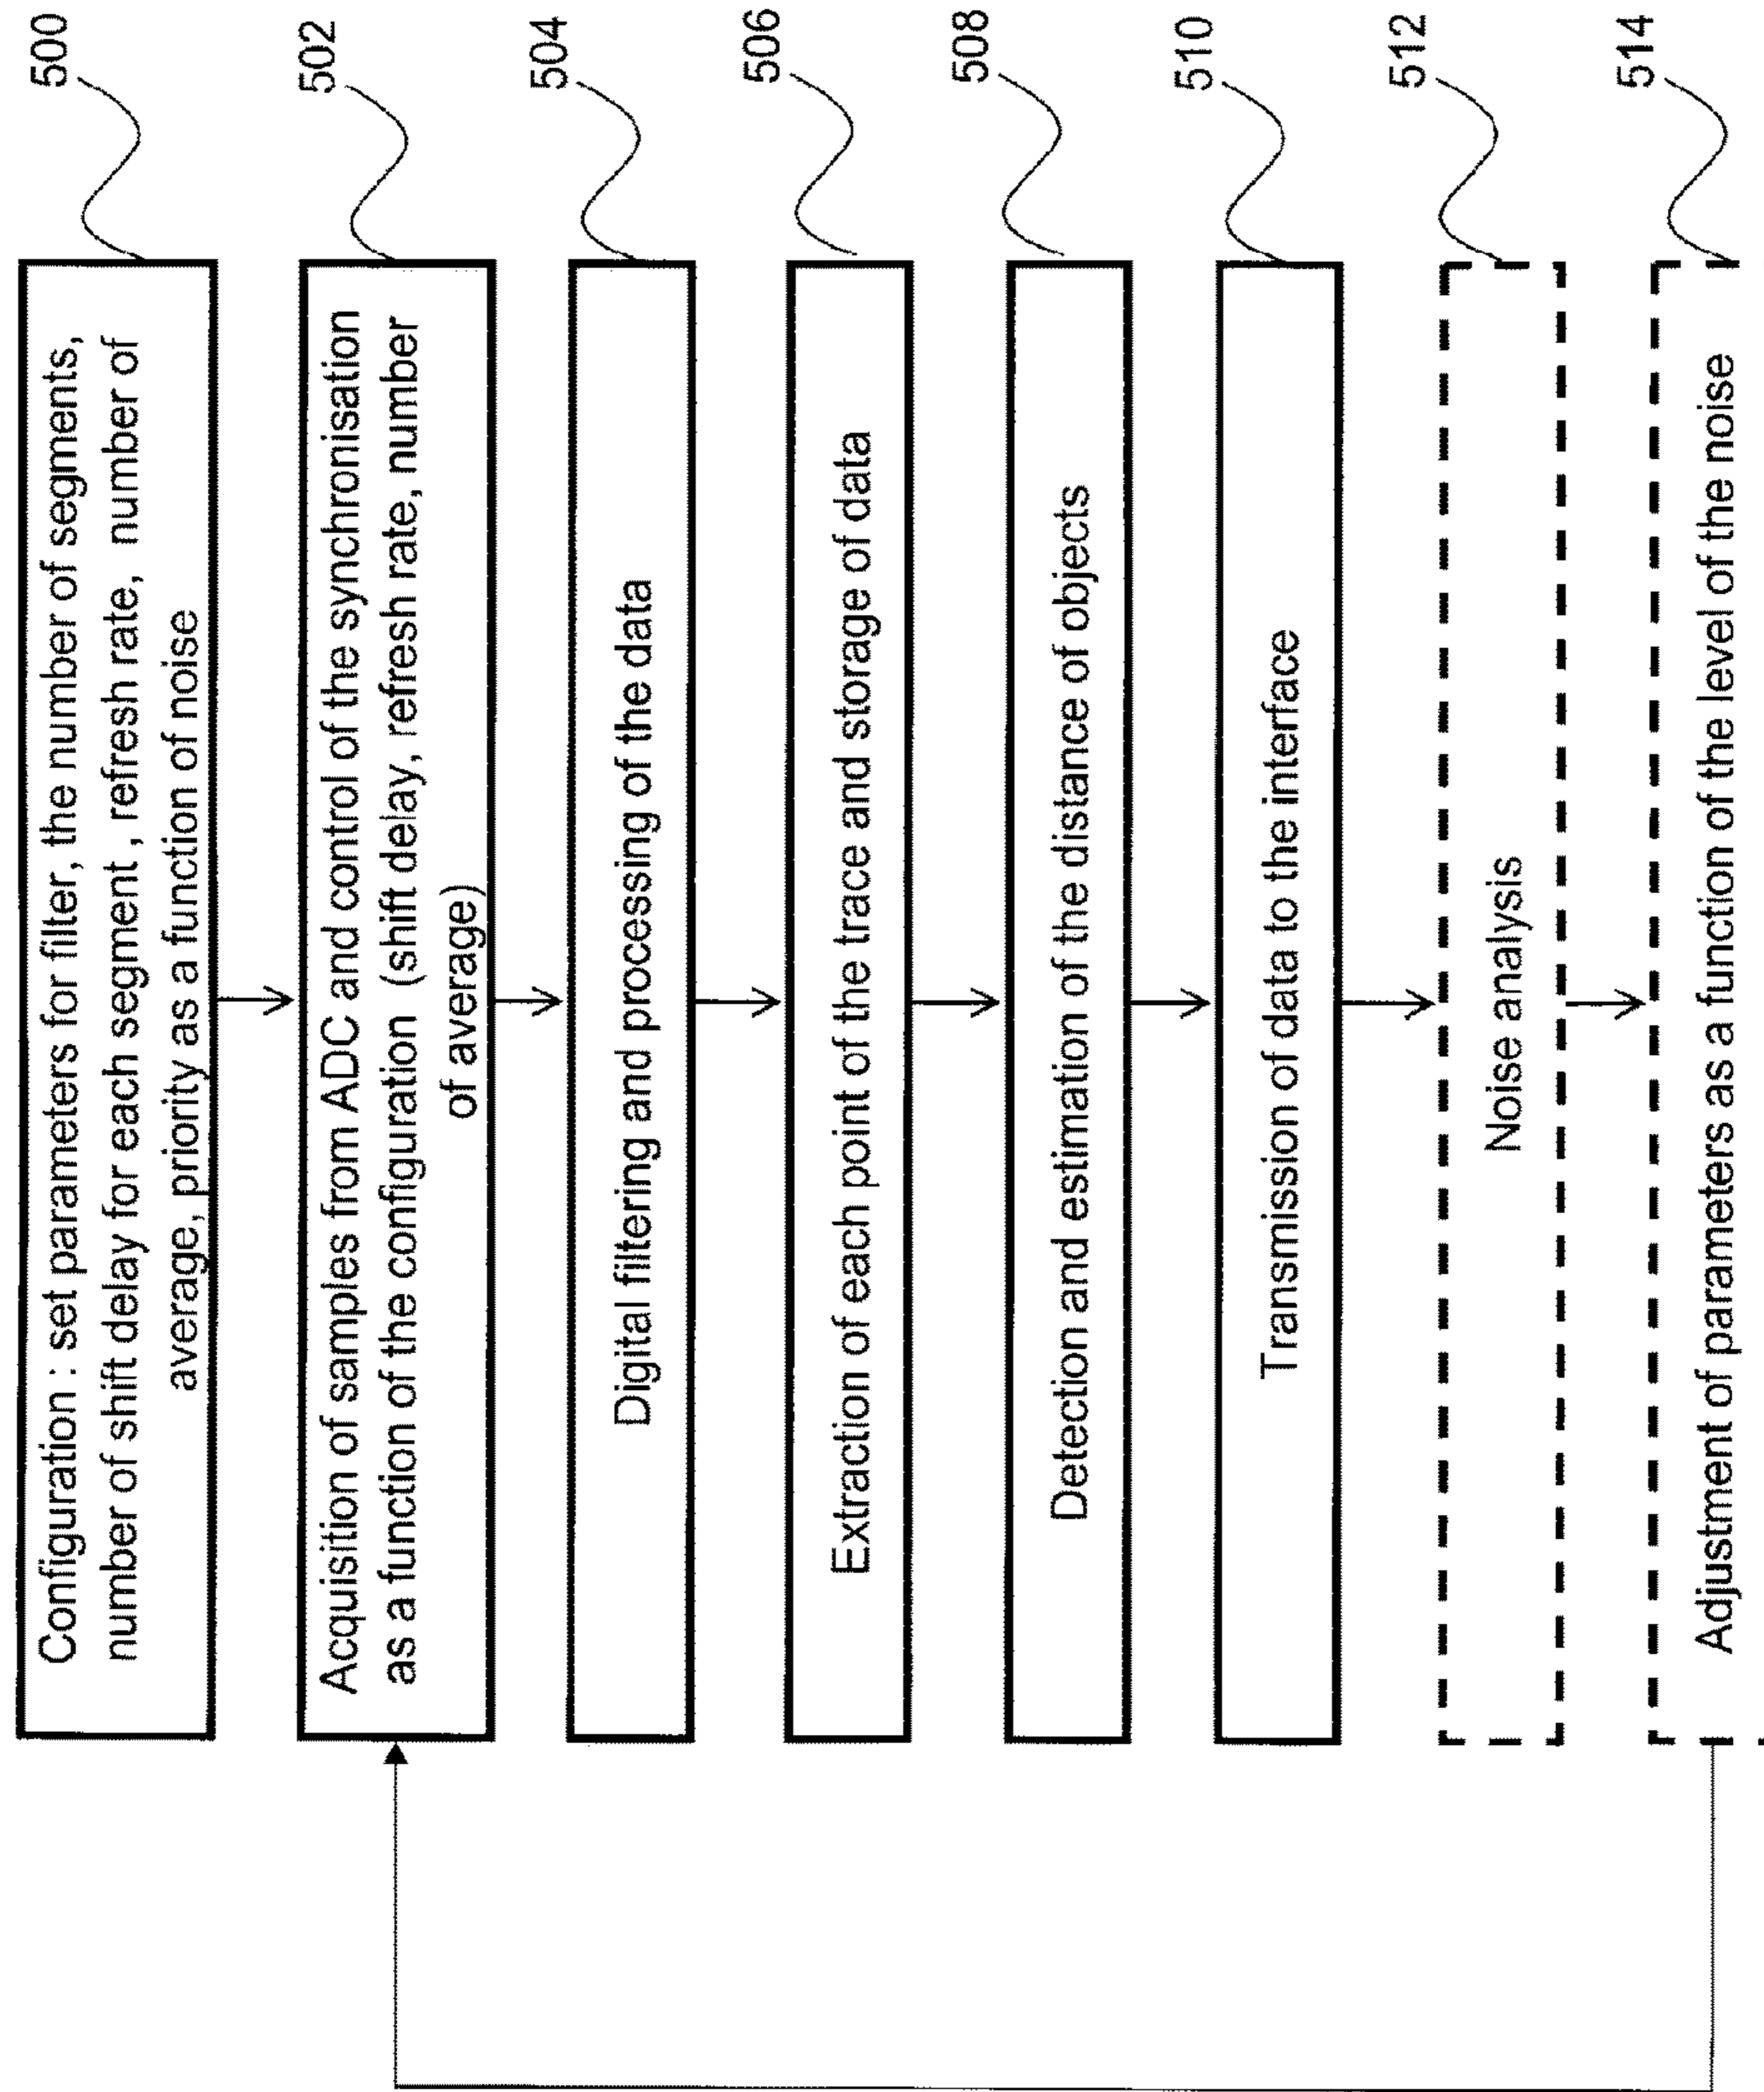 Configuration : set parameters for filter, the number of segments,
number of shift delay for each segment , refresh rate, number of
average, priority as a function of noise
500
Acquisition of samples from ADC and control of the synchronisation
as a function of the configuration (shift delay, refresh rate, number
of average)
502
Digital filtering and processing of the data
504
Extraction of each point of the trace and storage of data
506
Detection and estimation of the distance of objects
508
Transmission of data to the interface
510
Noise analysis
512
Adjustment of parameters as a function of the level of the noise
514